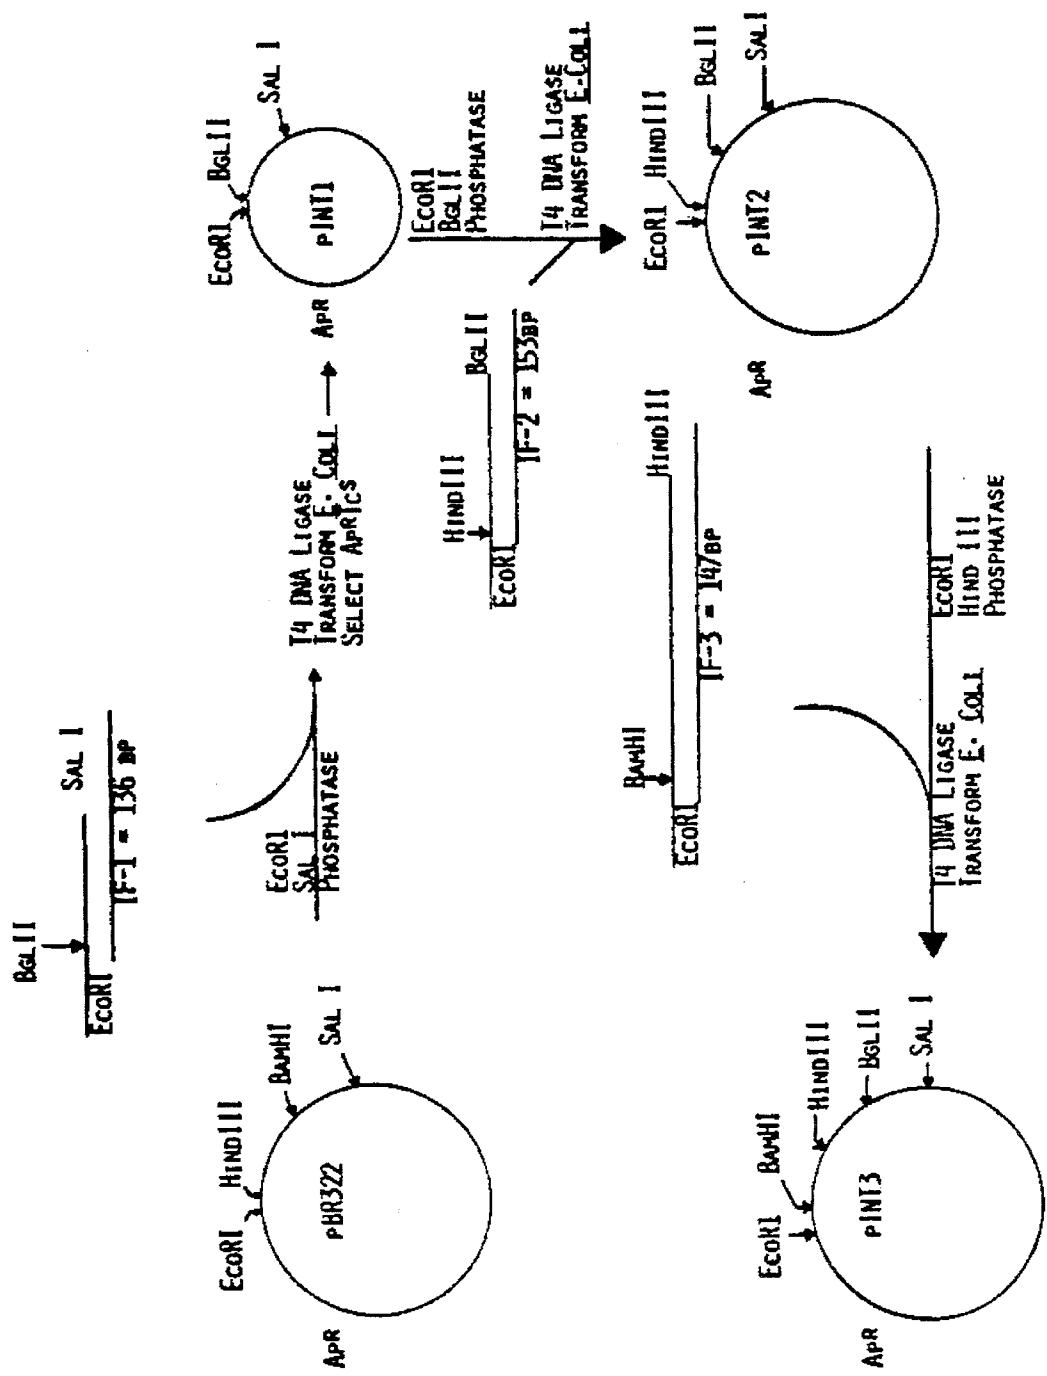 BGLII
ECORI
SAL I
IF-1 = 136 BP
ECORI
HINDIII
BAMHI
SAL I
PBR322
APR
ECORI
SAL I
PHOSPHATASE
T4 DNA LIGASE
TRANSFORM E. COLI
SELECT APRICS
APR
ECORI
BGLII
SAL I
PINT1
ECORI
BGLII
PHOSPHATASE
HINDIII
ECORI
BGLII
IF-2 = 153BP
T4 DNA LIGASE
TRANSFORM E.COLI
ECORI
HINDIII
BGLII
SALI
PINT2
APR
BAMHI
ECORI
HINDIII
IF-3 = 147BP
ECORI
HIND III
PHOSPHATASE
T4 DNA LIGASE
TRANSFORM E. COLI
ECORI
BAMHI
HINDIII
BGLII
SAL I
PINT3
APR